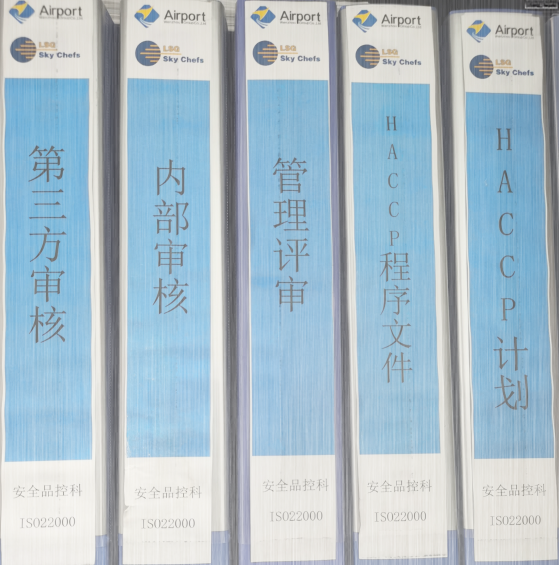 Airport
LSG
Sky Chefs
第三方审核
安全品控科
ISO22000
Airport
LSG
Sky Chefs
内部审核
安全品控科
ISO22000
Airport
LSG
Sky Chefs
管理评审
安全品控科
ISO22000
Airport
LSG
Sky Chefs
HACCP程序文件
安全品控科
ISO22000
Airport
LSG
Sky Chefs
HACCP计划
安全品控科
ISO22000